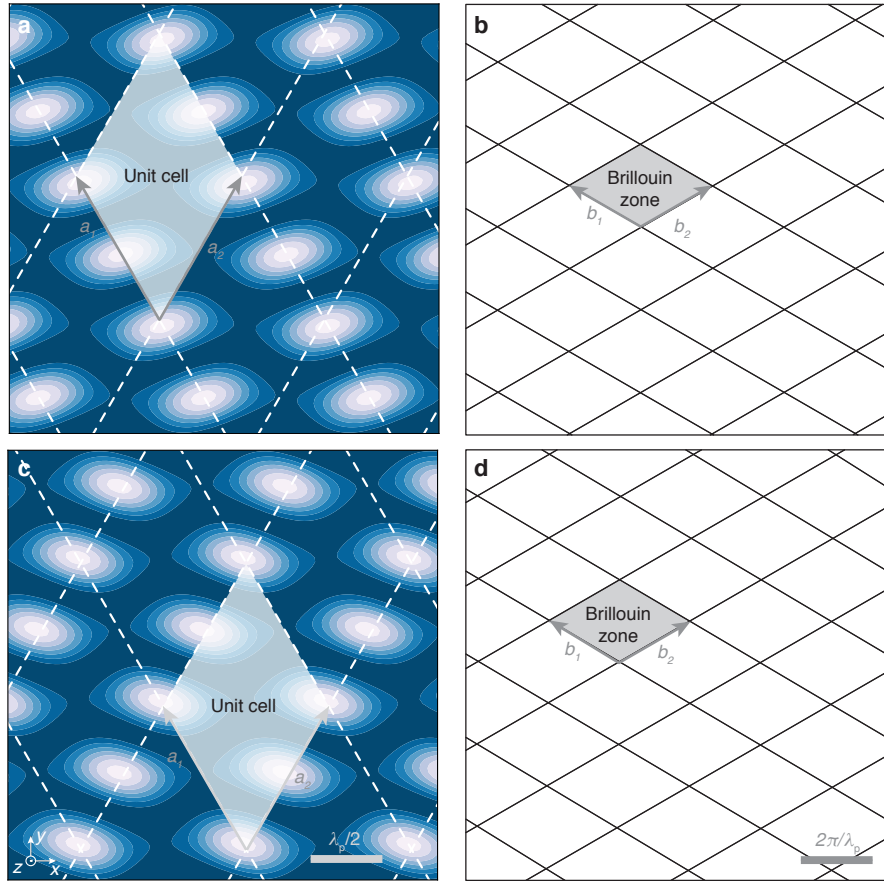 a
Unit cell
a1
a2
b
Brillouin
zone
b1
b2
c
Unit cell
a1
a2
λp/2
y
z
x
d
Brillouin
zone
b1
b2
2π/λp